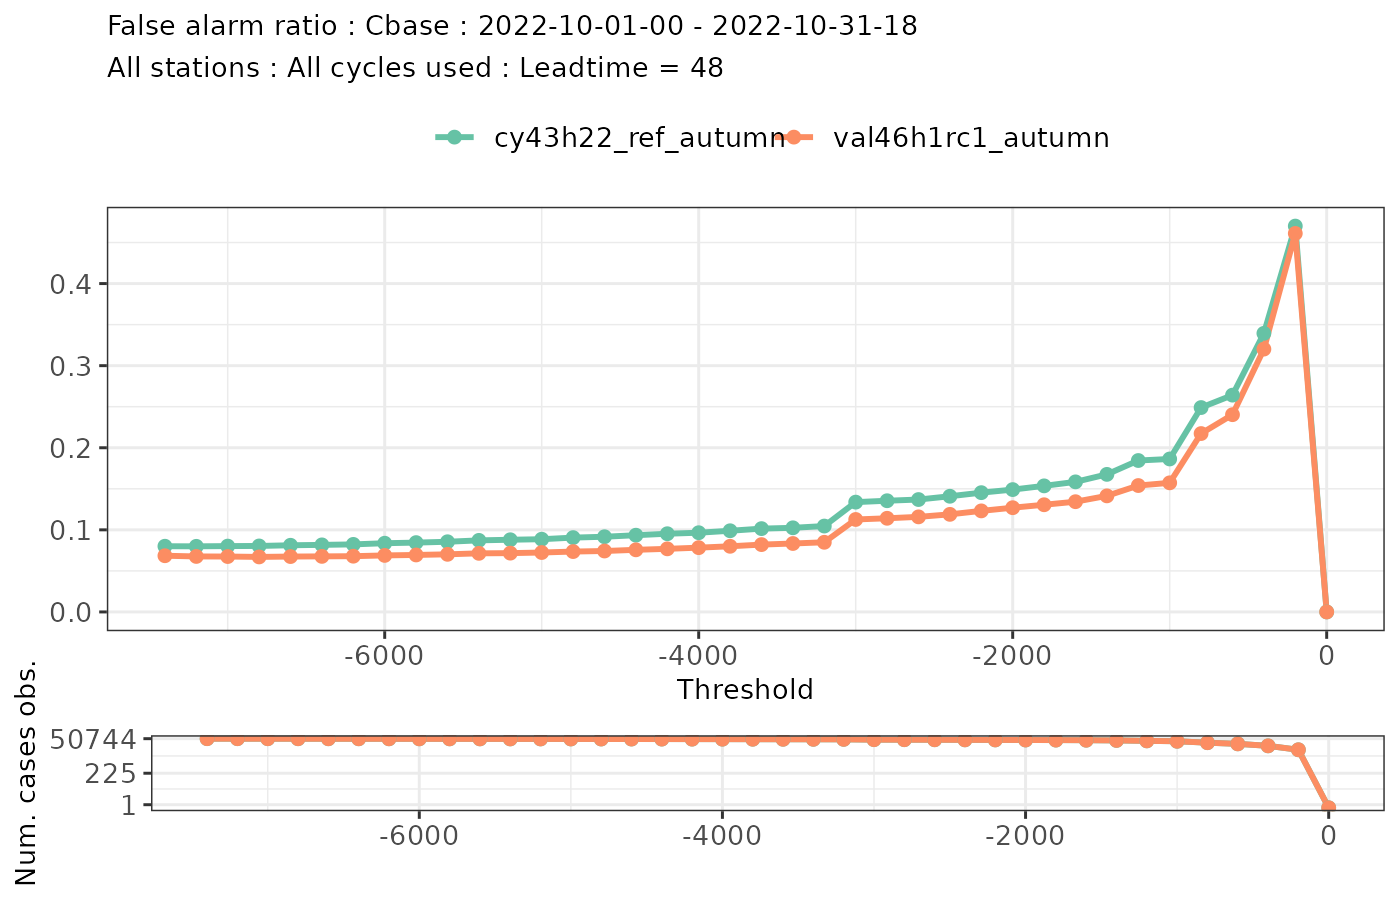 False alarm ratio : Cbase : 2022-10-01-00 - 2022-10-31-18
All stations : All cycles used : Leadtime = 48
cy43h22_ref_autumn val46h1rc1_autumn
0.4
0.3
0.2
0.1
0.0
-6000 -4000 -2000 0
Threshold
Num. cases obs.
50744
225
1
-6000 -4000 -2000 0